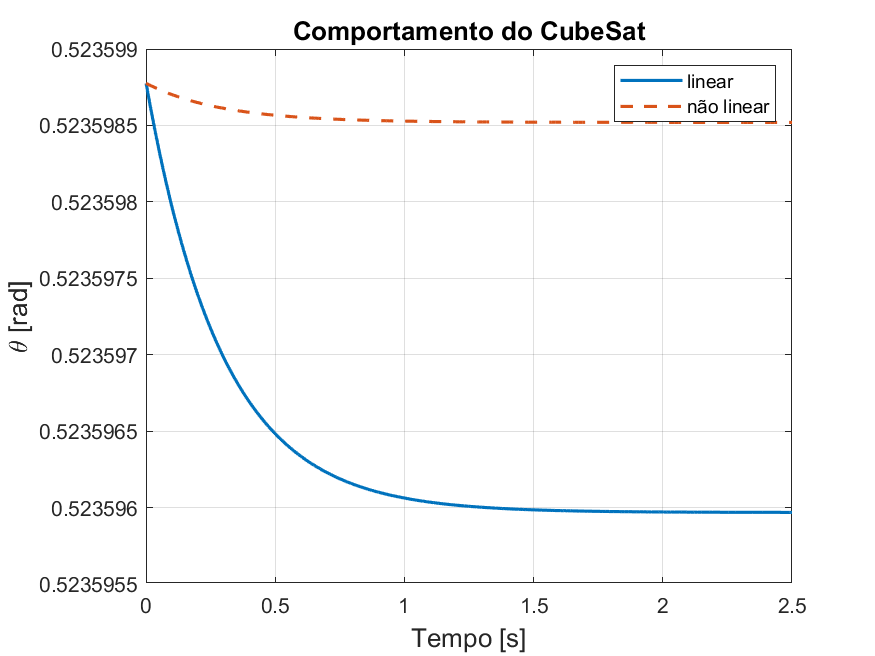 Comportamento do CubeSat
linear
não linear
0.523599
0.5235985
0.523598
0.5235975
0.523597
0.5235965
0.523596
0.5235955
θ [rad]
0 0.5 1 1.5 2 2.5
Tempo [s]